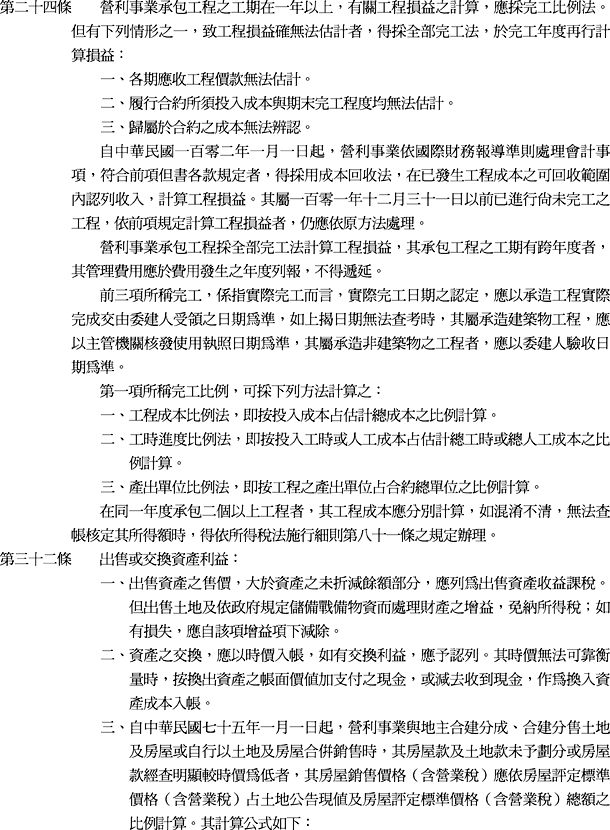 第二十四條　　營利事業承包工程之工期在一年以上，有關工程損益之計算，應採完工比例法。
但有下列情形之一，致工程損益確無法估計者，得採全部完工法，於完工年度再行計
算損益：
一、各期應收工程價款無法估計。
二、履行合約所須投入成本與期末完工程度均無法估計。
三、歸屬於合約之成本無法辨認。
自中華民國一百零二年一月一日起，營利事業依國際財務報導準則處理會計事
項，符合前項但書各款規定者，得採用成本回收法，在已發生工程成本之可回收範圍
內認列收入，計算工程損益。其屬一百零一年十二月三十一日以前已進行尚未完工之
工程，依前項規定計算工程損益者，仍應依原方法處理。
營利事業承包工程採全部完工法計算工程損益，其承包工程之工期有跨年度者，
其管理費用應於費用發生之年度列報，不得遞延。
前三項所稱完工，係指實際完工而言，實際完工日期之認定，應以承造工程實際
完成交由委建人受領之日期為準，如上揭日期無法查考時，其屬承造建築物工程，應
以主管機關核發使用執照日期為準，其屬承造非建築物之工程者，應以委建人驗收日
期為準。
第一項所稱完工比例，可採下列方法計算之：
一、工程成本比例法，即按投入成本占估計總成本之比例計算。
二、工時進度比例法，即按投入工時或人工成本占估計總工時或總人工成本之比
例計算。
三、產出單位比例法，即按工程之產出單位占合約總單位之比例計算。
在同一年度承包二個以上工程者，其工程成本應分別計算，如混淆不清，無法查
帳核定其所得額時，得依所得稅法施行細則第八十一條之規定辦理。
第三十二條　　出售或交換資產利益：
一、出售資產之售價，大於資產之未折減餘額部分，應列為出售資產收益課稅。
但出售土地及依政府規定儲備戰備物資而處理財產之增益，免納所得稅；如
有損失，應自該項增益項下減除。
二、資產之交換，應以時價入帳，如有交換利益，應予認列。其時價無法可靠衡
量時，按換出資產之帳面價值加支付之現金，或減去收到現金，作為換入資
產成本入帳。
三、自中華民國七十五年一月一日起，營利事業與地主合建分成、合建分售土地
及房屋或自行以土地及房屋合併銷售時，其房屋款及土地款未予劃分或房屋
款經查明顯較時價為低者，其房屋銷售價格（含營業稅）應依房屋評定標準
價格（含營業稅）占土地公告現值及房屋評定標準價格（含營業稅）總額之
比例計算。其計算公式如下：